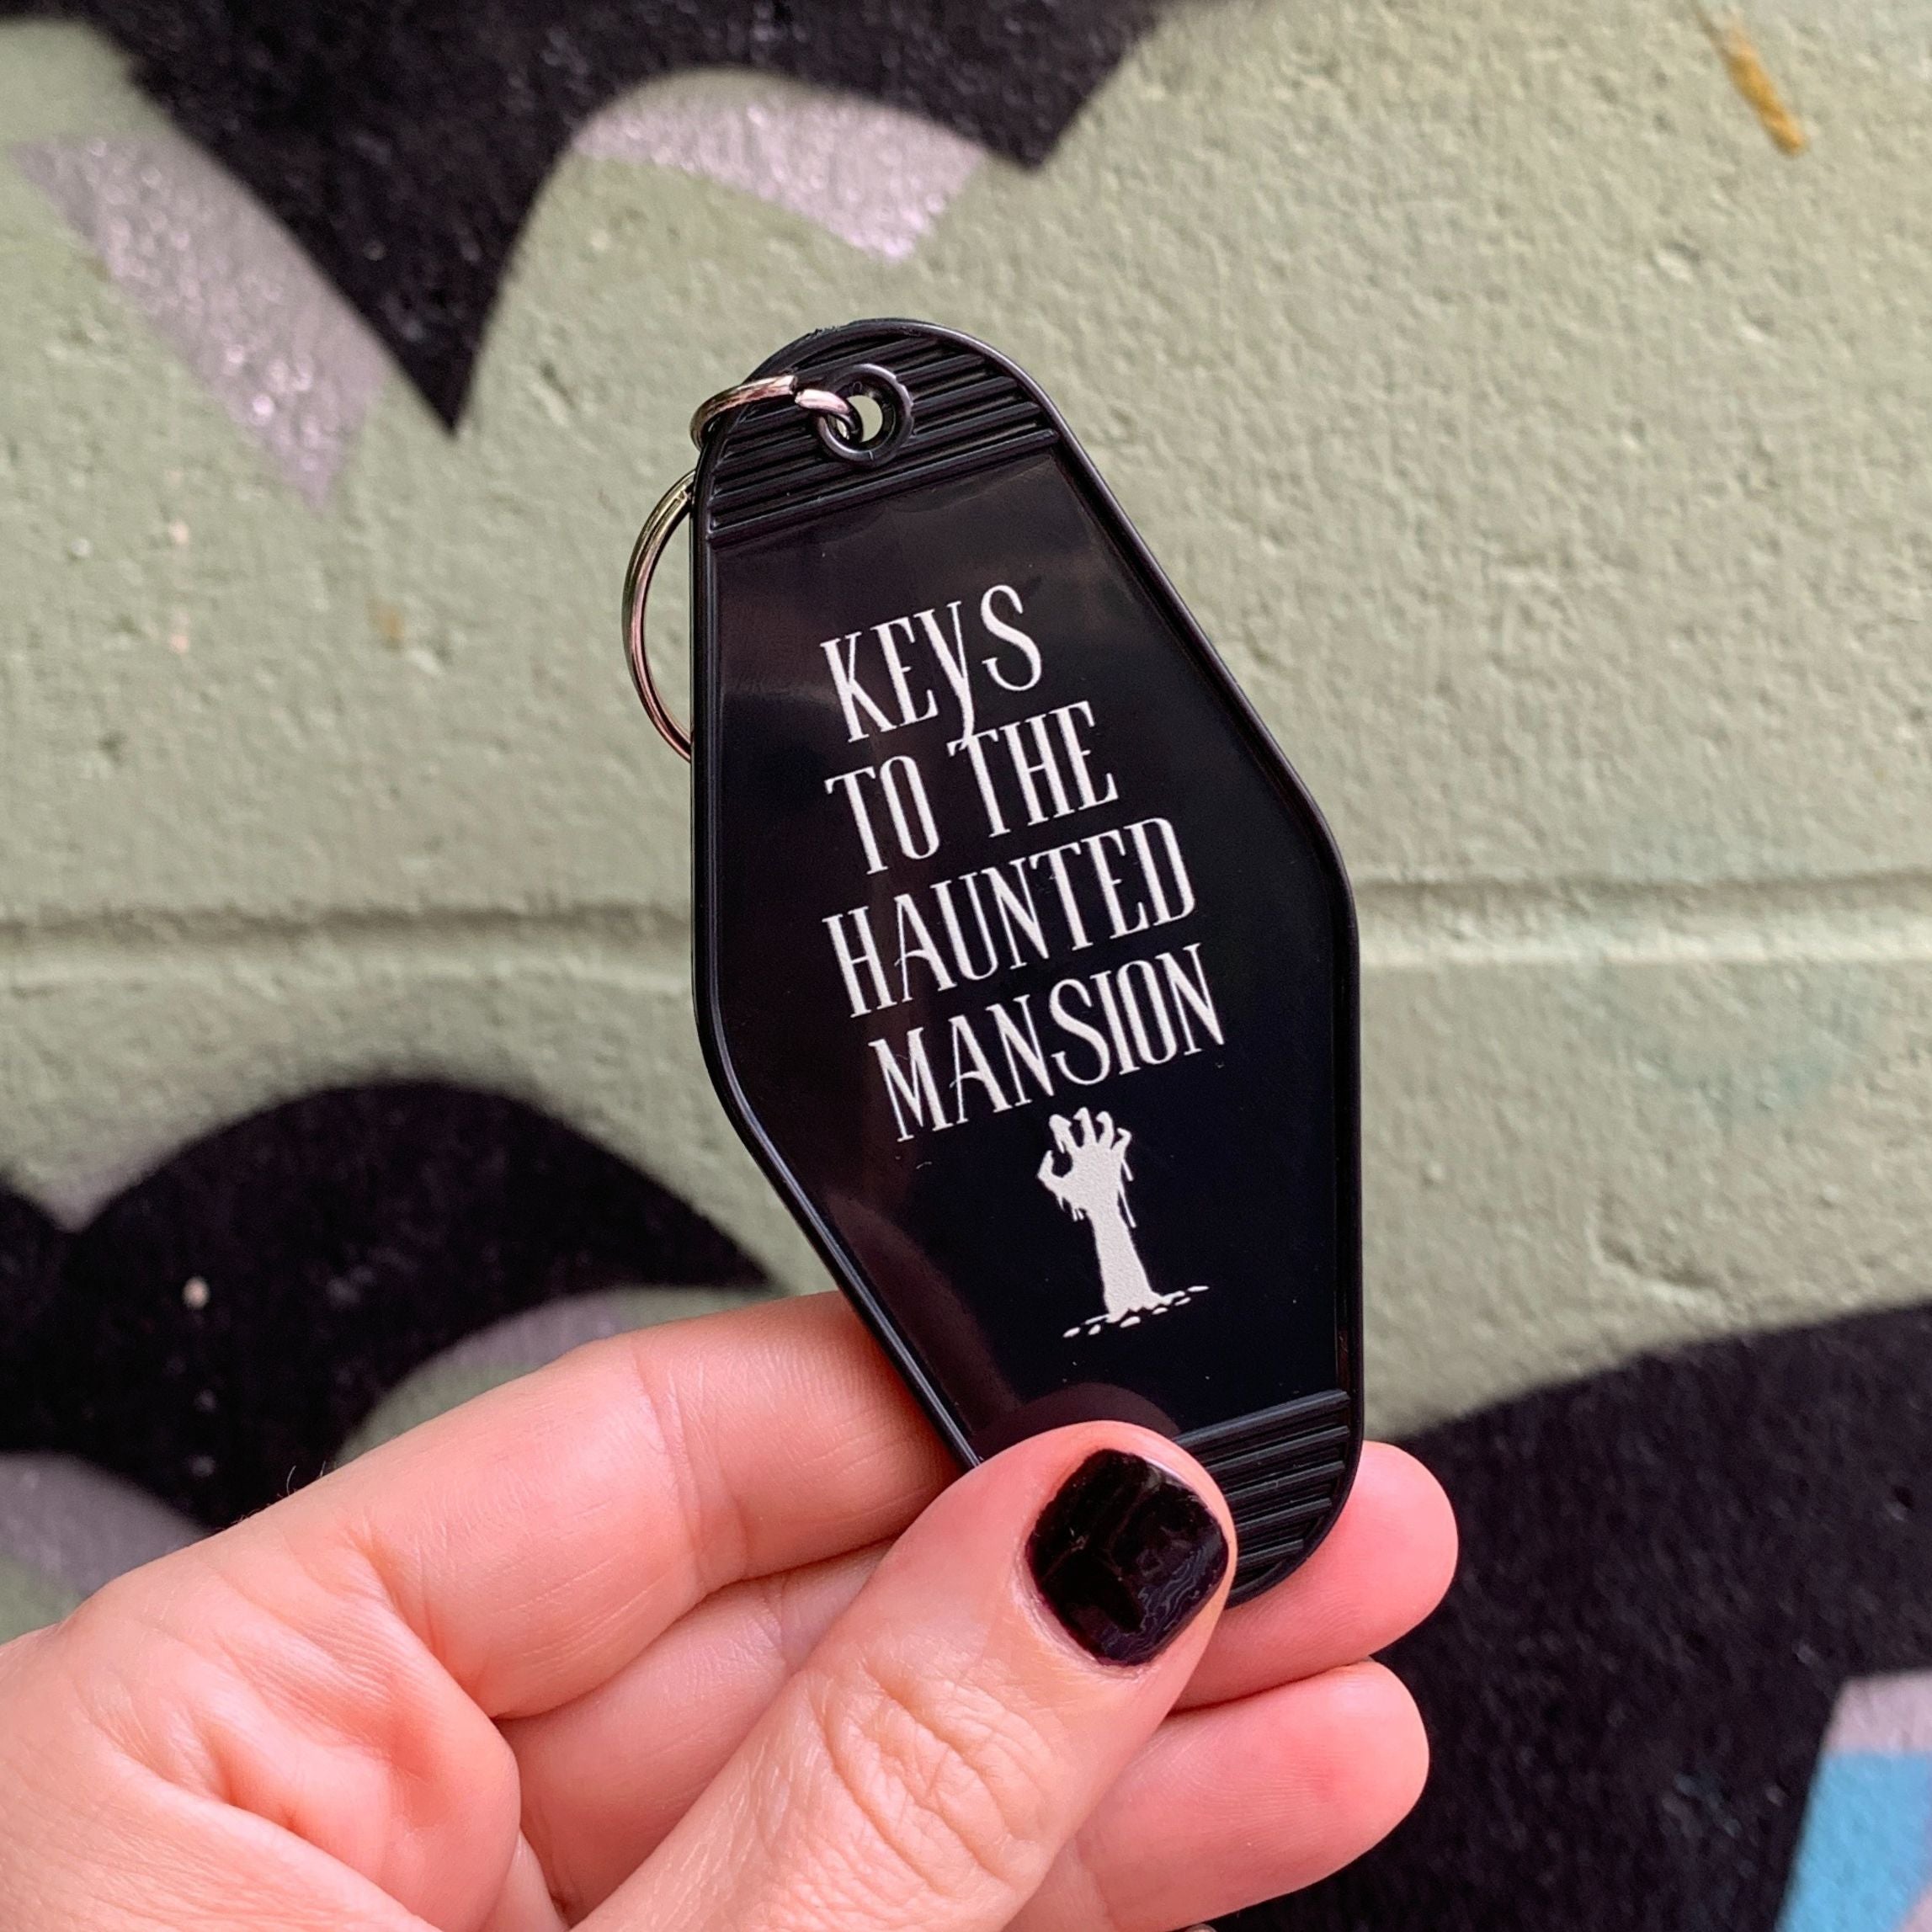 KEYS
TO THE
HAUNTED
MANSION